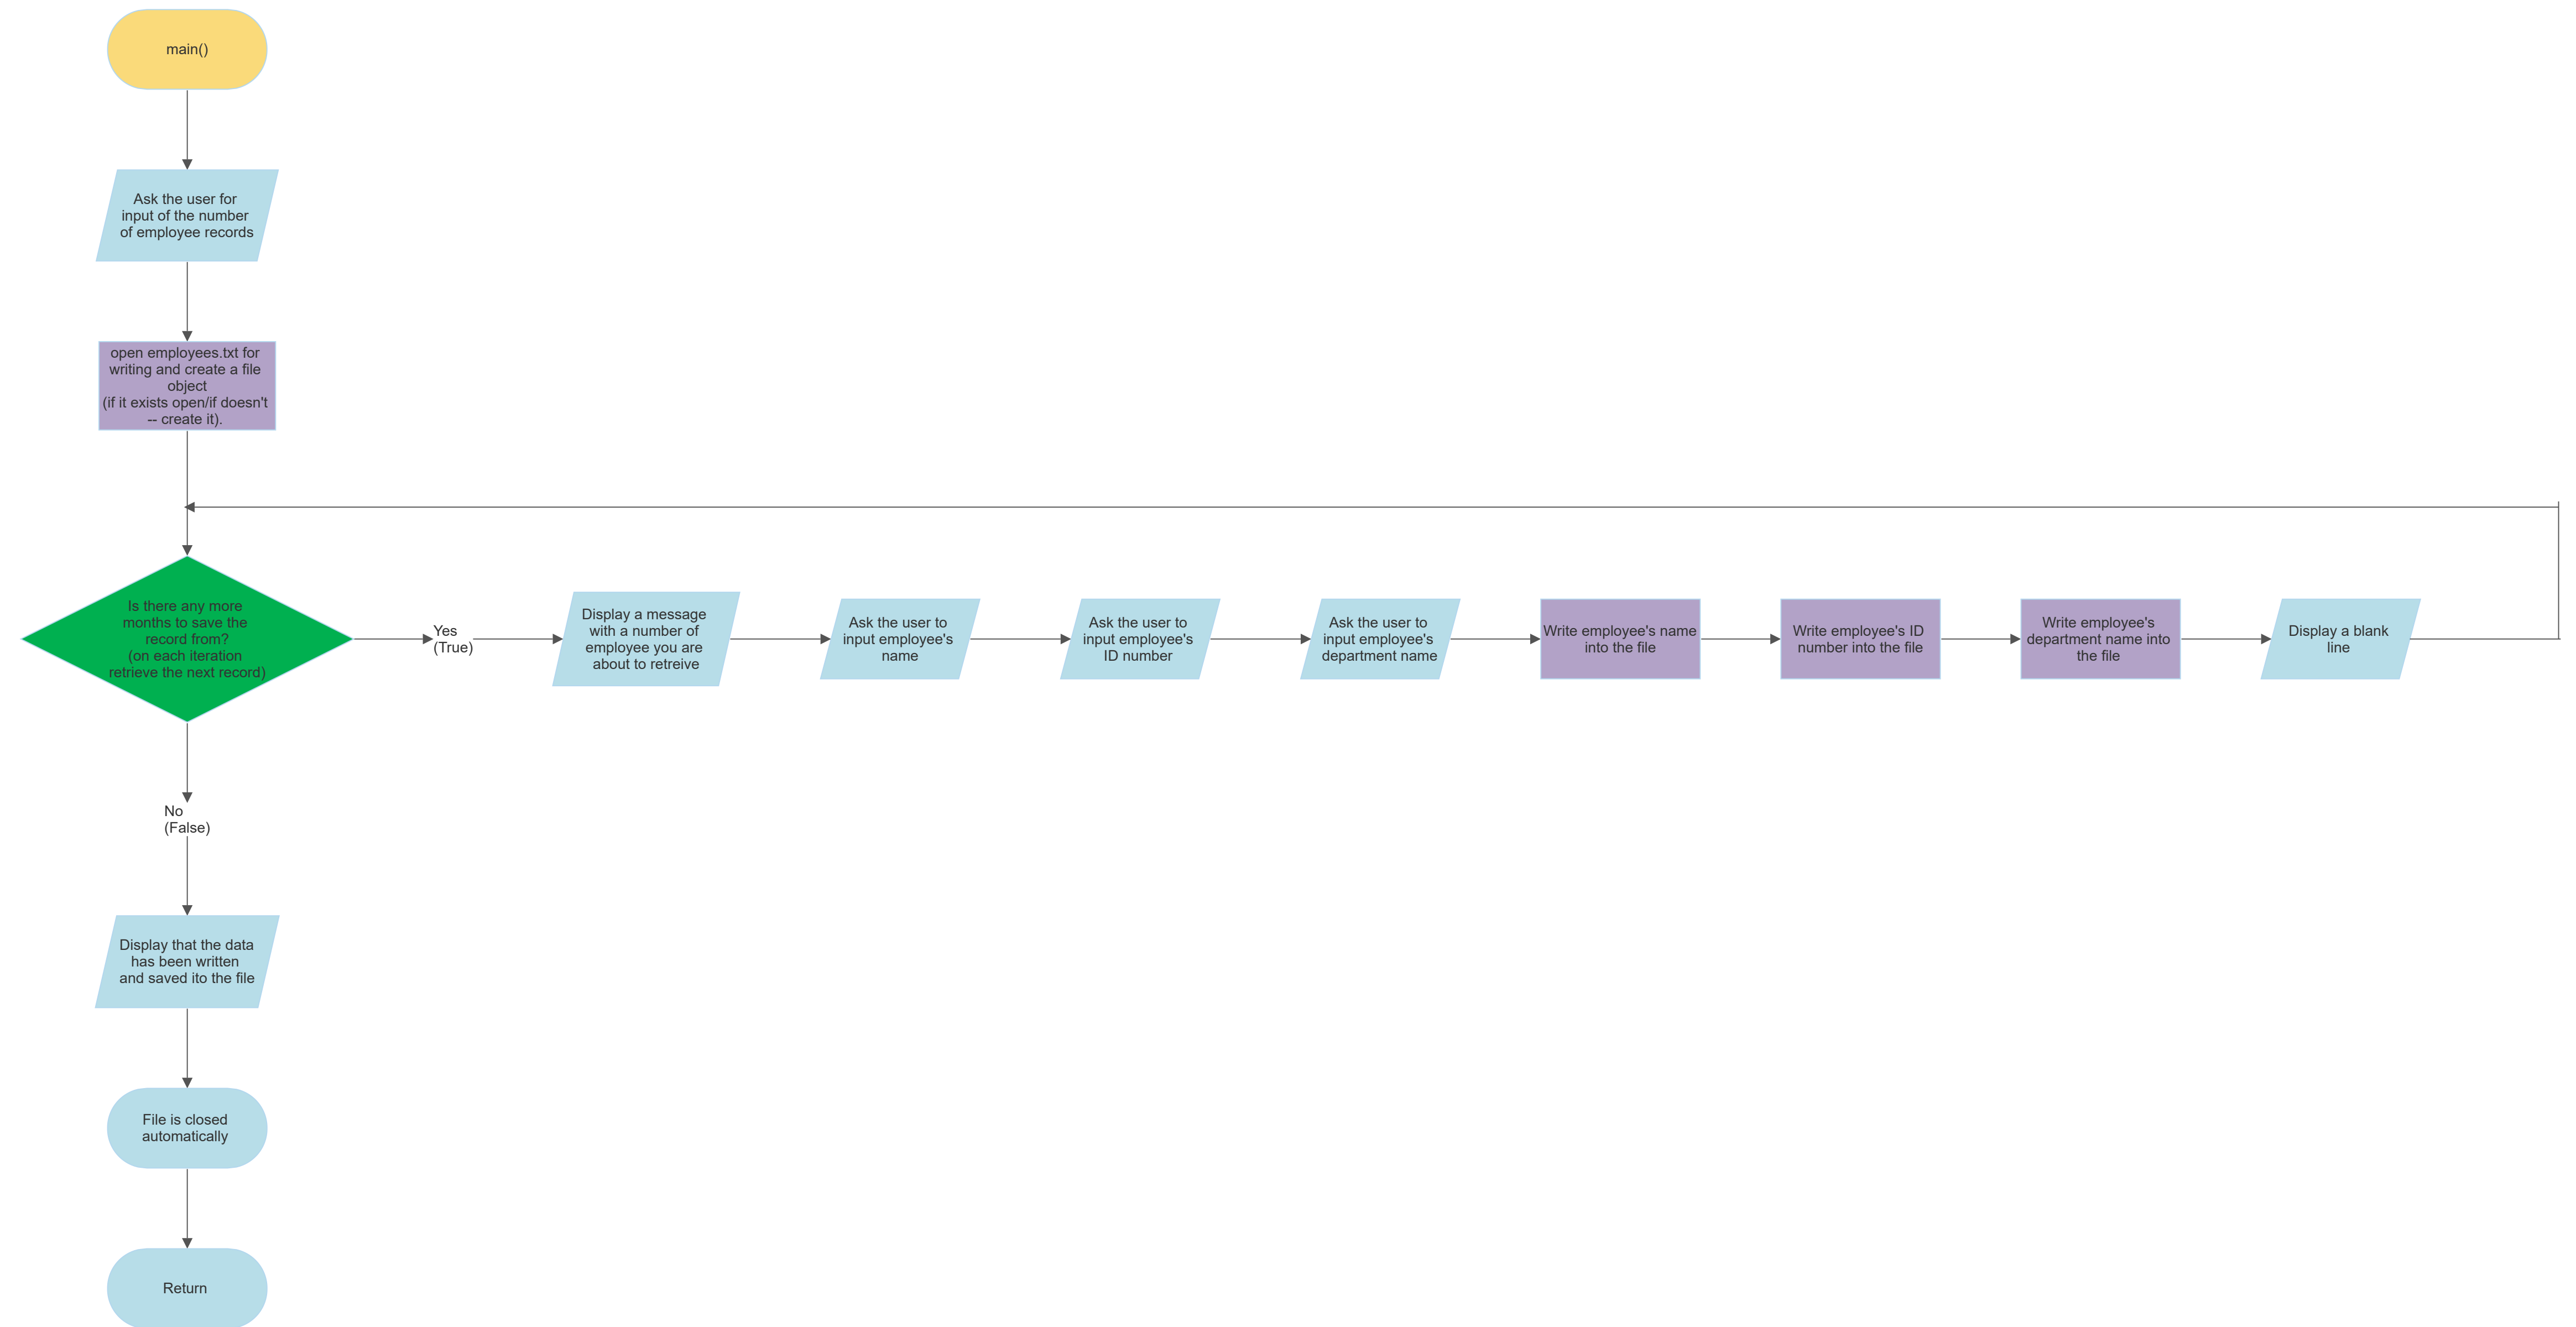 main()
Ask the user for
input of the number
of employee records
open employees.txt for
writing and create a file
object
(if it exists open/if doesn't
-- create it).
Is there any more
months to save the
record from?
(on each iteration
retrieve the next record)
Yes
(True)
Display a message
with a number of
employee you are
about to retreive
Ask the user to
input employee's
name
Ask the user to
input employee's
ID number
Ask the user to
input employee's
department name
Write employee's name
into the file
Write employee's ID
number into the file
Write employee's
department name into
the file
Display a blank
line
No
(False)
Display that the data
has been written
and saved ito the file
File is closed
automatically
Return